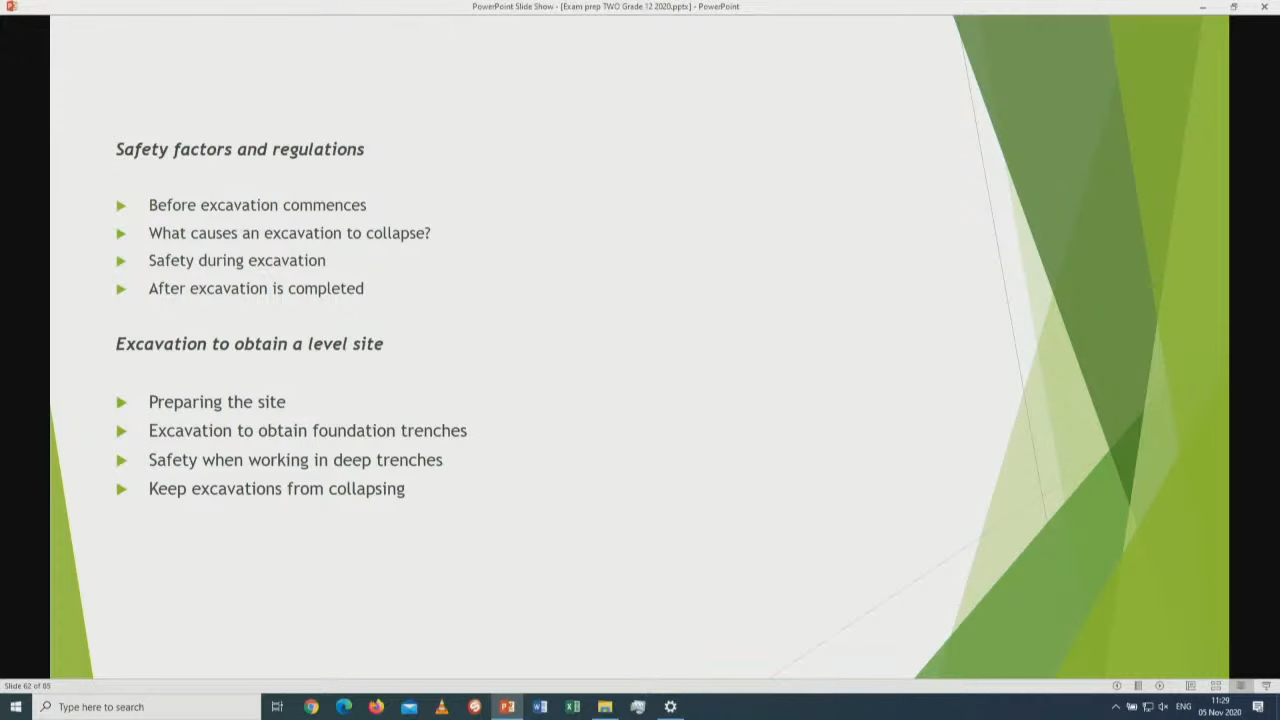 PowerPoint Slide Show - [Exam prep TWO Grade 12 2020.pptx] - PowerPoint
Safety factors and regulations
Before excavation commences
What causes an excavation to collapse?
Safety during excavation
After excavation is completed
Excavation to obtain a level site
Preparing the site
Excavation to obtain foundation trenches
Safety when working in deep trenches
Keep excavations from collapsing
Slide 62 of 85
Type here to search
ENG
11:29
05 Nov 2020